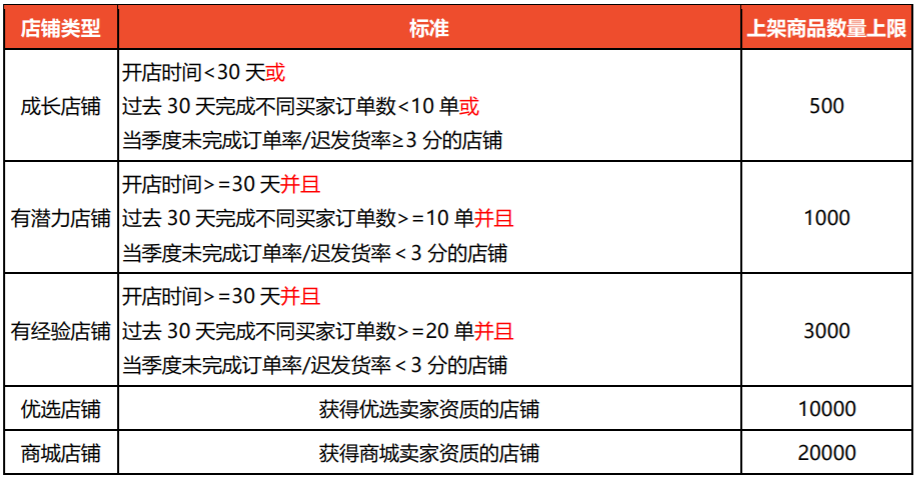 店铺类型 标准 上架商品数量上限
成长店铺
开店时间<30 天或
过去 30 天完成不同买家订单数<10 单或
当季度未完成订单率/迟发货率≥3 分的店铺
500
有潜力店铺
开店时间>=30 天并且
过去 30 天完成不同买家订单数>=10 单并且
当季度未完成订单率/迟发货率<3 分的店铺
1000
有经验店铺
开店时间>=30 天并且
过去 30 天完成不同买家订单数>=20 单并且
当季度未完成订单率/迟发货率<3 分的店铺
3000
优选店铺 获得优选卖家资质的店铺 10000
商城店铺 获得商城卖家资质的店铺 20000